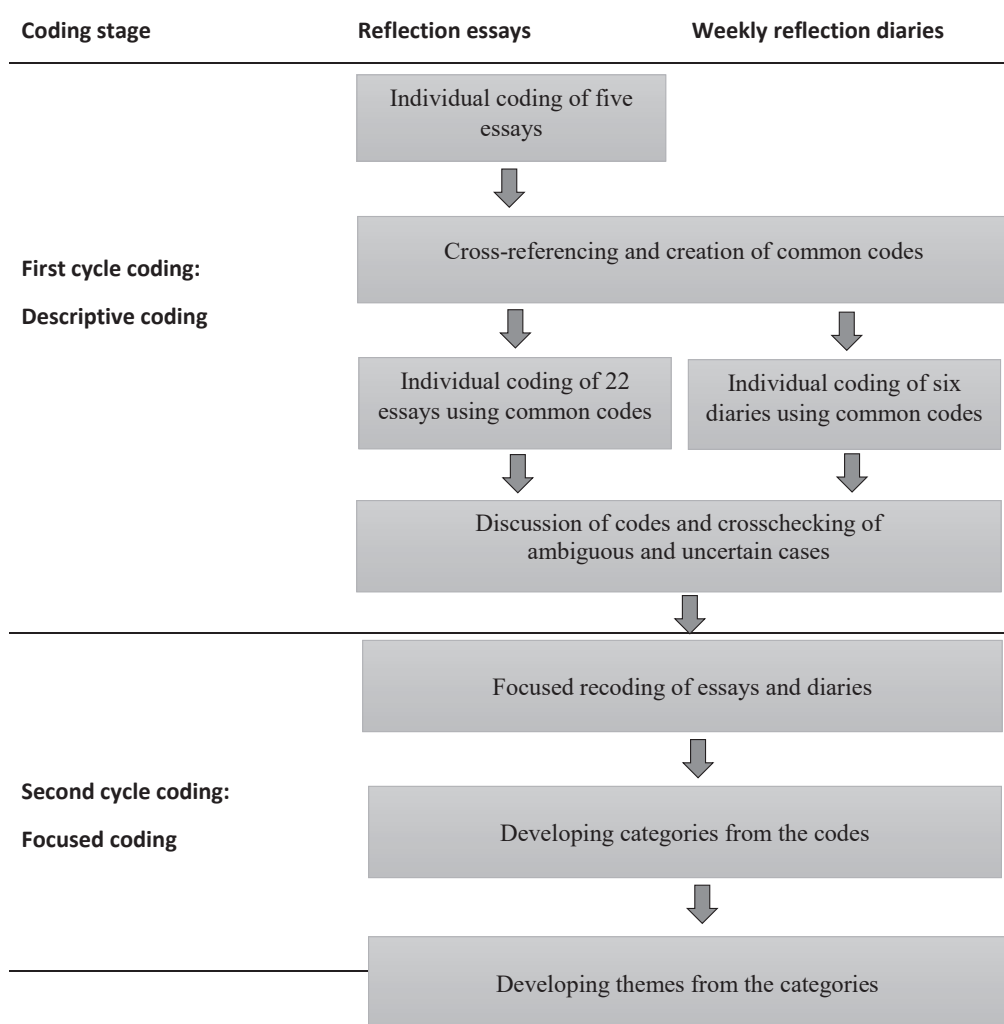 Coding stage
Reflection essays
Weekly reflection diaries
Individual coding of five
essays
Cross-referencing and creation of common codes
First cycle coding:
Descriptive coding
Individual coding of 22
essays using common codes
Individual coding of six
diaries using common codes
Discussion of codes and crosschecking of
ambiguous and uncertain cases
Focused recoding of essays and diaries
Second cycle coding:
Focused coding
Developing categories from the codes
Developing themes from the categories